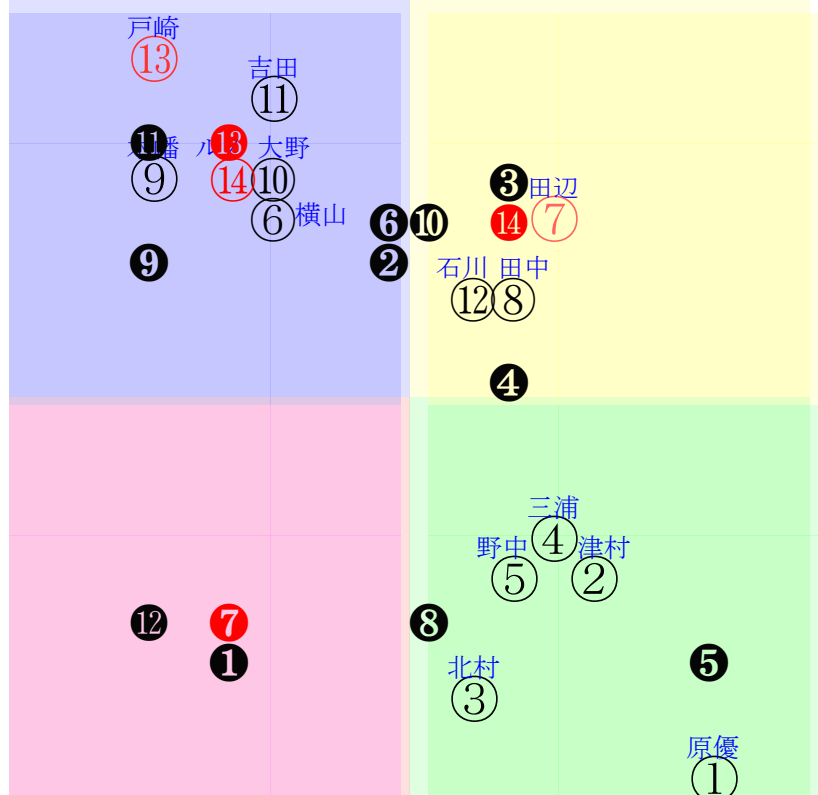 戸崎
⑬
吉田
⑪
⓫ ⓭
幡 ル 大野
⑨ ⑭ ⑩
❸ 田辺
⑥ 横山 ❻ ❿ ⓮ ⑦
❾ ❷ 石川 田中
⑫ ⑧
❹
三浦
④
野中 津村
⑤ ②
⓬ ❼ ❽
❶ 北村 ❺
③
原優
①